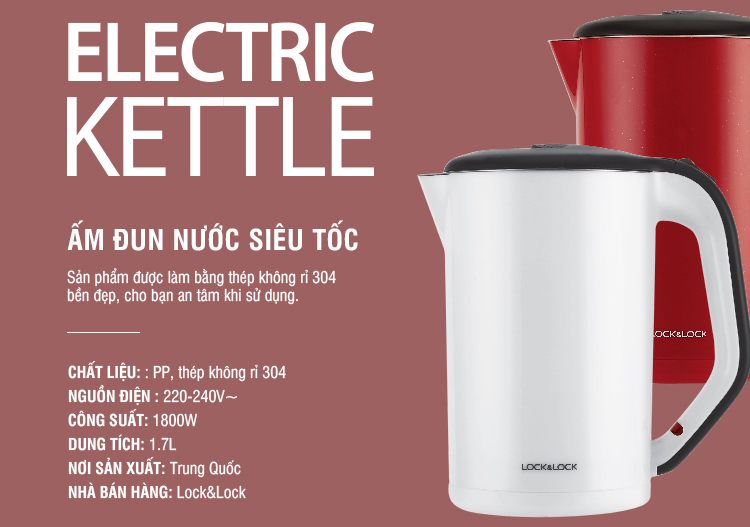 ELECTRIC
KETTLE
ẤM ĐUN NƯỚC SIÊU TỐC
Sản phẩm được làm bằng thép không rỉ 304
bền đẹp, cho bạn an tâm khi sử dụng.
CHẤT LIỆU: : PP, thép không rỉ 304
NGUỒN ĐIỆN : 220-240V~
CÔNG SUẤT: 1800W
DUNG TÍCH: 1.7L
NƠI SẢN XUẤT: Trung Quốc
NHÀ BÁN HÀNG: Lock&Lock
LOCK&LOCK
LOCK&LOCK